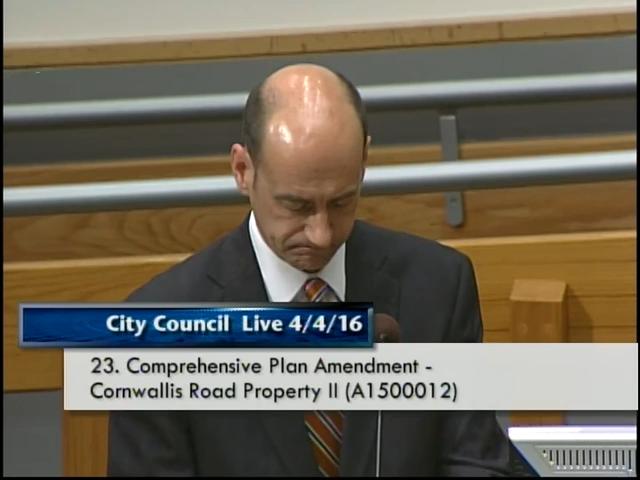 City Council Live 4/4/16
23. Comprehensive Plan Amendment -
Cornwallis Road Property II (A1500012)